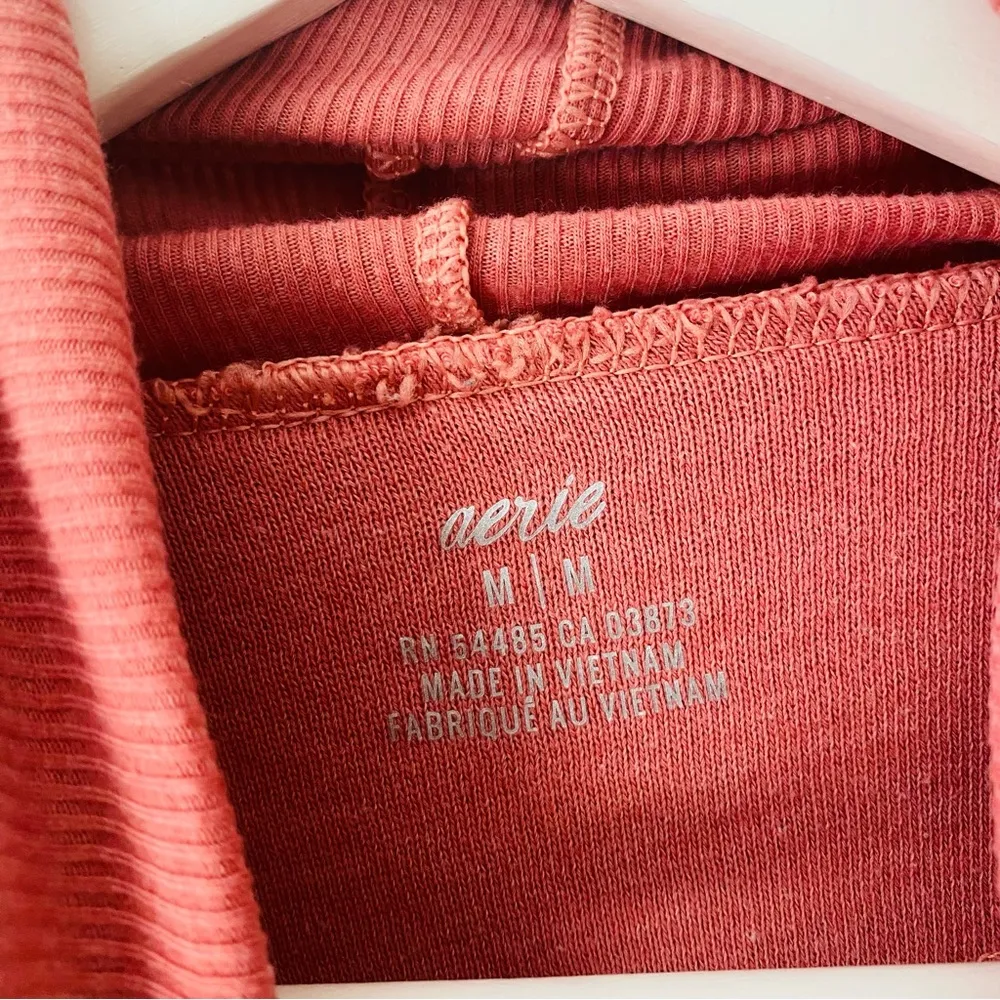 aerie
M | M
RN 54485 CA 03873
MADE IN VIETNAM
FABRIQUÉ AU VIETNAM